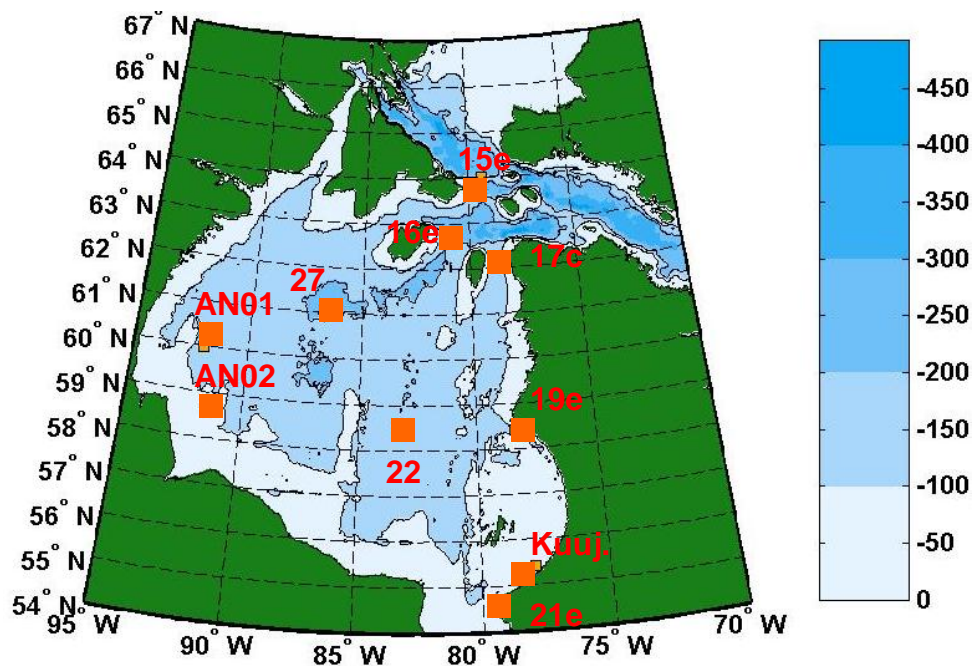 67° N
66° N
65° N
64° N
63° N
62° N
61° N
60° N
59° N
58° N
57° N
56° N
55° N
54° N
95° W
90° W
85° W
80° W
75° W
70° W
15e
16e
17c
27
AN01
AN02
19e
22
Kuuj.
21e
-450
-400
-300
-250
-200
-150
-100
-50
0